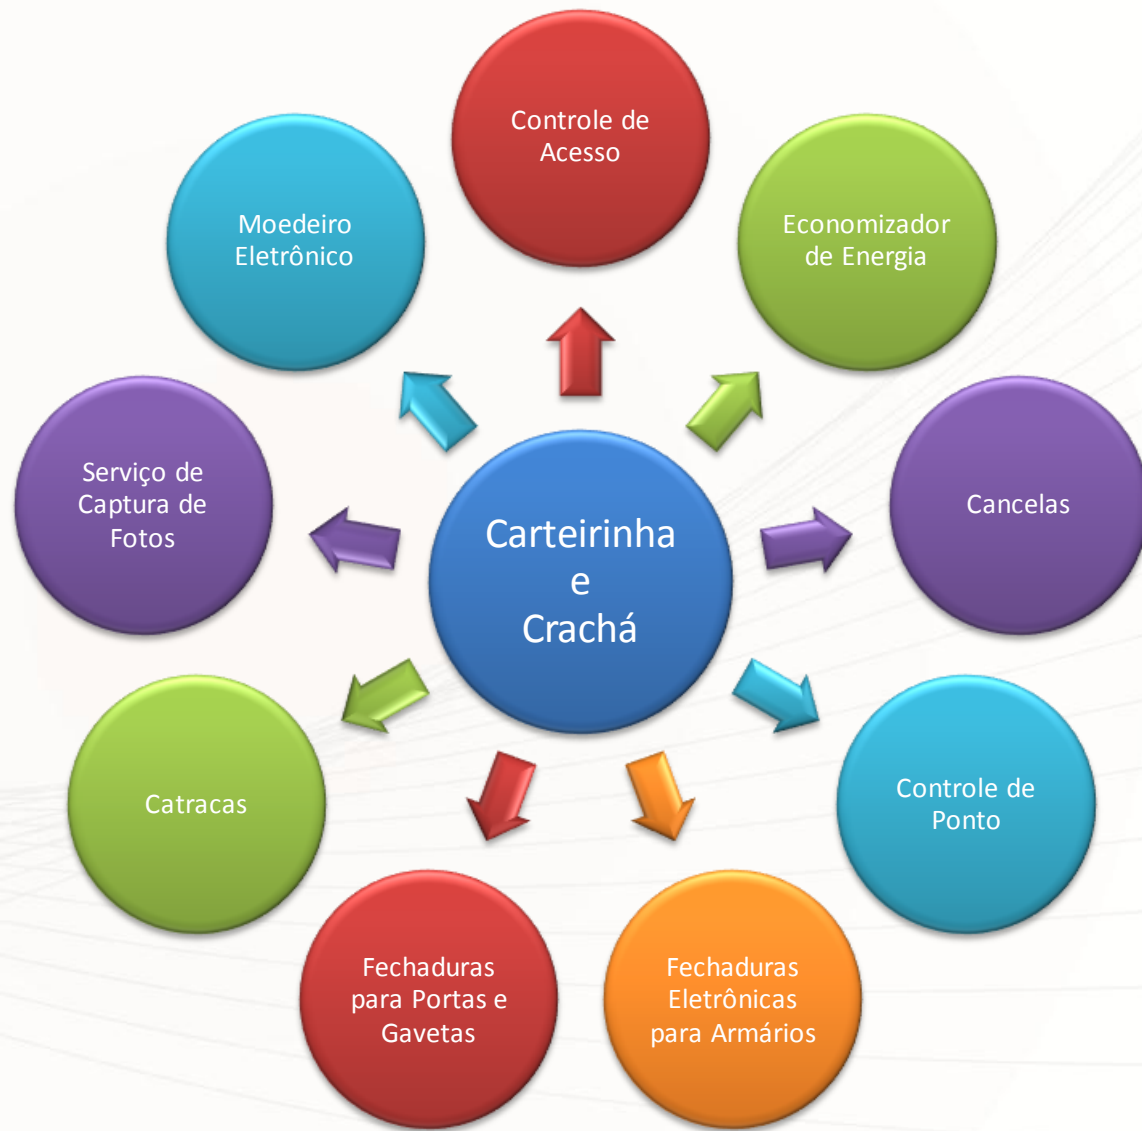 Controle de
Acesso
Economizador
de Energia
Cancelas
Controle de
Ponto
Fechaduras
Eletrônicas
para Armários
Fechaduras
para Portas e
Gavetas
Catracas
Serviço de
Captura de
Fotos
Moedeiro
Eletrônico
Carteirinha
e
Crachá